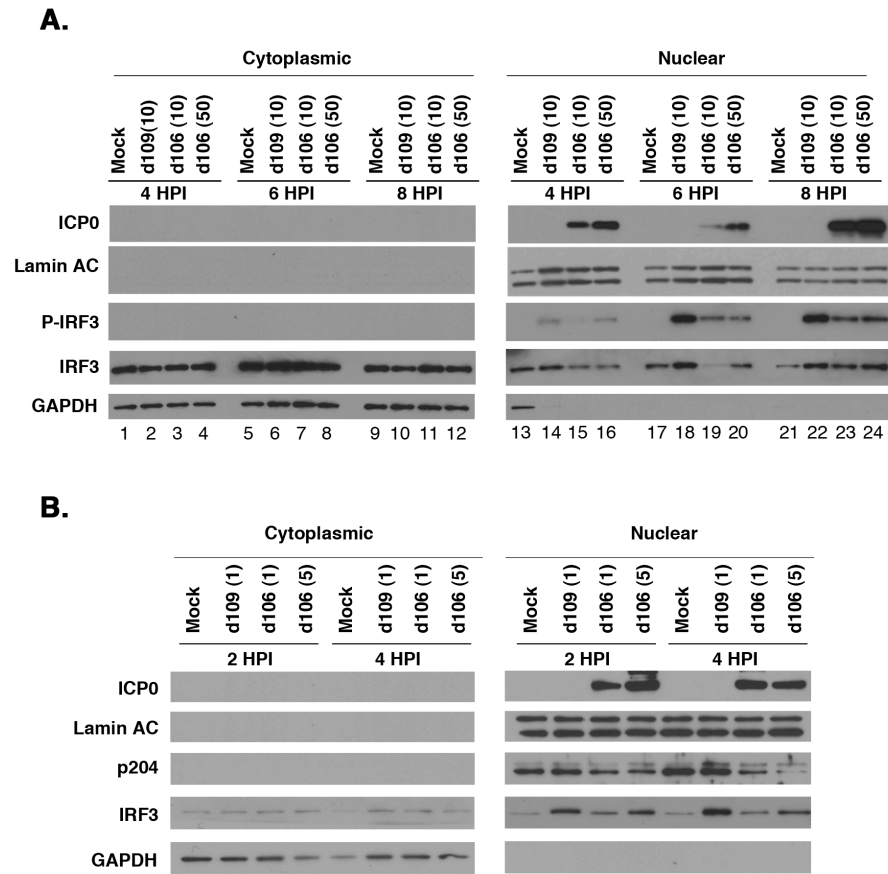 A.
Cytoplasmic Nuclear
Mock d109(10) d106 (10) d106 (50) Mock d109 (10) d106 (10) d106 (50) Mock d109 (10) d106 (10) d106 (50) Mock d109 (10) d106 (10) d106 (50) Mock d109 (10) d106 (10) d106 (50) Mock d109 (10) d106 (10) d106 (50)
4 HPI 6 HPI 8 HPI 4 HPI 6 HPI 8 HPI
ICP0
Lamin AC
P-IRF3
IRF3
GAPDH
1 2 3 4 5 6 7 8 9 10 11 12 13 14 15 16 17 18 19 20 21 22 23 24
B.
Cytoplasmic Nuclear
Mock d109 (1) d106 (1) d106 (5) Mock d109 (1) d106 (1) d106 (5) Mock d109 (1) d106 (1) d106 (5) Mock d109 (1) d106 (1) d106 (5)
2 HPI 4 HPI 2 HPI 4 HPI
ICP0
Lamin AC
p204
IRF3
GAPDH